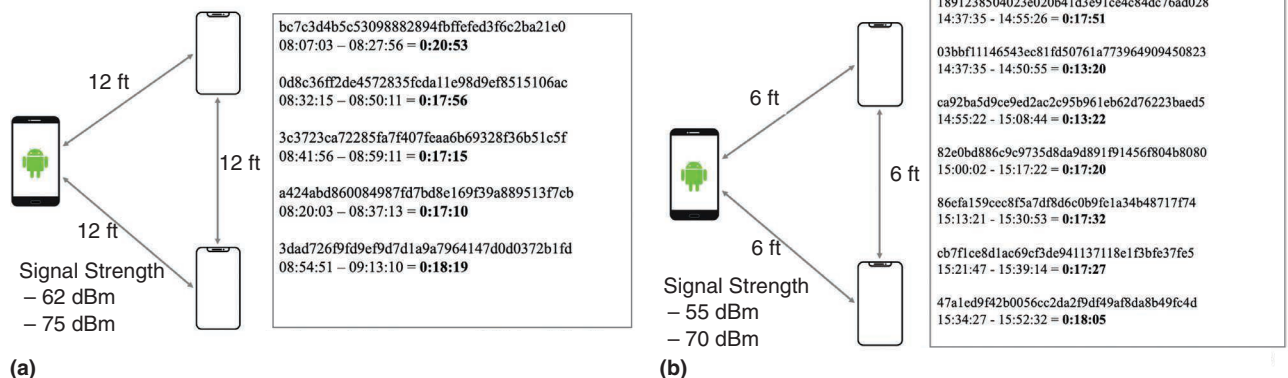 12 ft
12 ft
12 ft
Signal Strength
– 62 dBm
– 75 dBm
bc7c3d4b5c53098882894fbffefed3f6c2ba21e0
08:07:03 – 08:27:56 = 0:20:53
0d8c36ff2de4572835fcda11e98d9ef8515106ac
08:32:15 – 08:50:11 = 0:17:56
3c3723ca72285fa7f407feaa6b69328f36b51c5f
08:41:56 – 08:59:11 = 0:17:15
a424abd860084987fd7bd8e169f39a889513f7cb
08:20:03 – 08:37:13 = 0:17:10
3dad726f9fd9ef9d7d1a9a7964147d0d0372b1fd
08:54:51 – 09:13:10 = 0:18:19
(a)
6 ft
6 ft
6 ft
Signal Strength
– 55 dBm
– 70 dBm
14:37:35 - 14:55:26 = 0:17:51
03bbf11146543ec81fd50761a773964909450823
14:37:35 - 14:50:55 = 0:13:20
ca92ba5d9ce9ed2ac2c95b961eb62d76223baed5
14:55:22 - 15:08:44 = 0:13:22
82e0bd886c9c9735d8da9d891f91456f804b8080
15:00:02 - 15:17:22 = 0:17:20
86efa159ccc8f5a7df8d6c0b9fc1a34b48717f74
15:13:21 - 15:30:53 = 0:17:32
cb7f1ce8d1ac69cf3de941137118e1f3bfe37fe5
15:21:47 - 15:39:14 = 0:17:27
47a1ed9f42b0056cc2da2f9df49af8da8b49fc4d
15:34:27 - 15:52:32 = 0:18:05
(b)